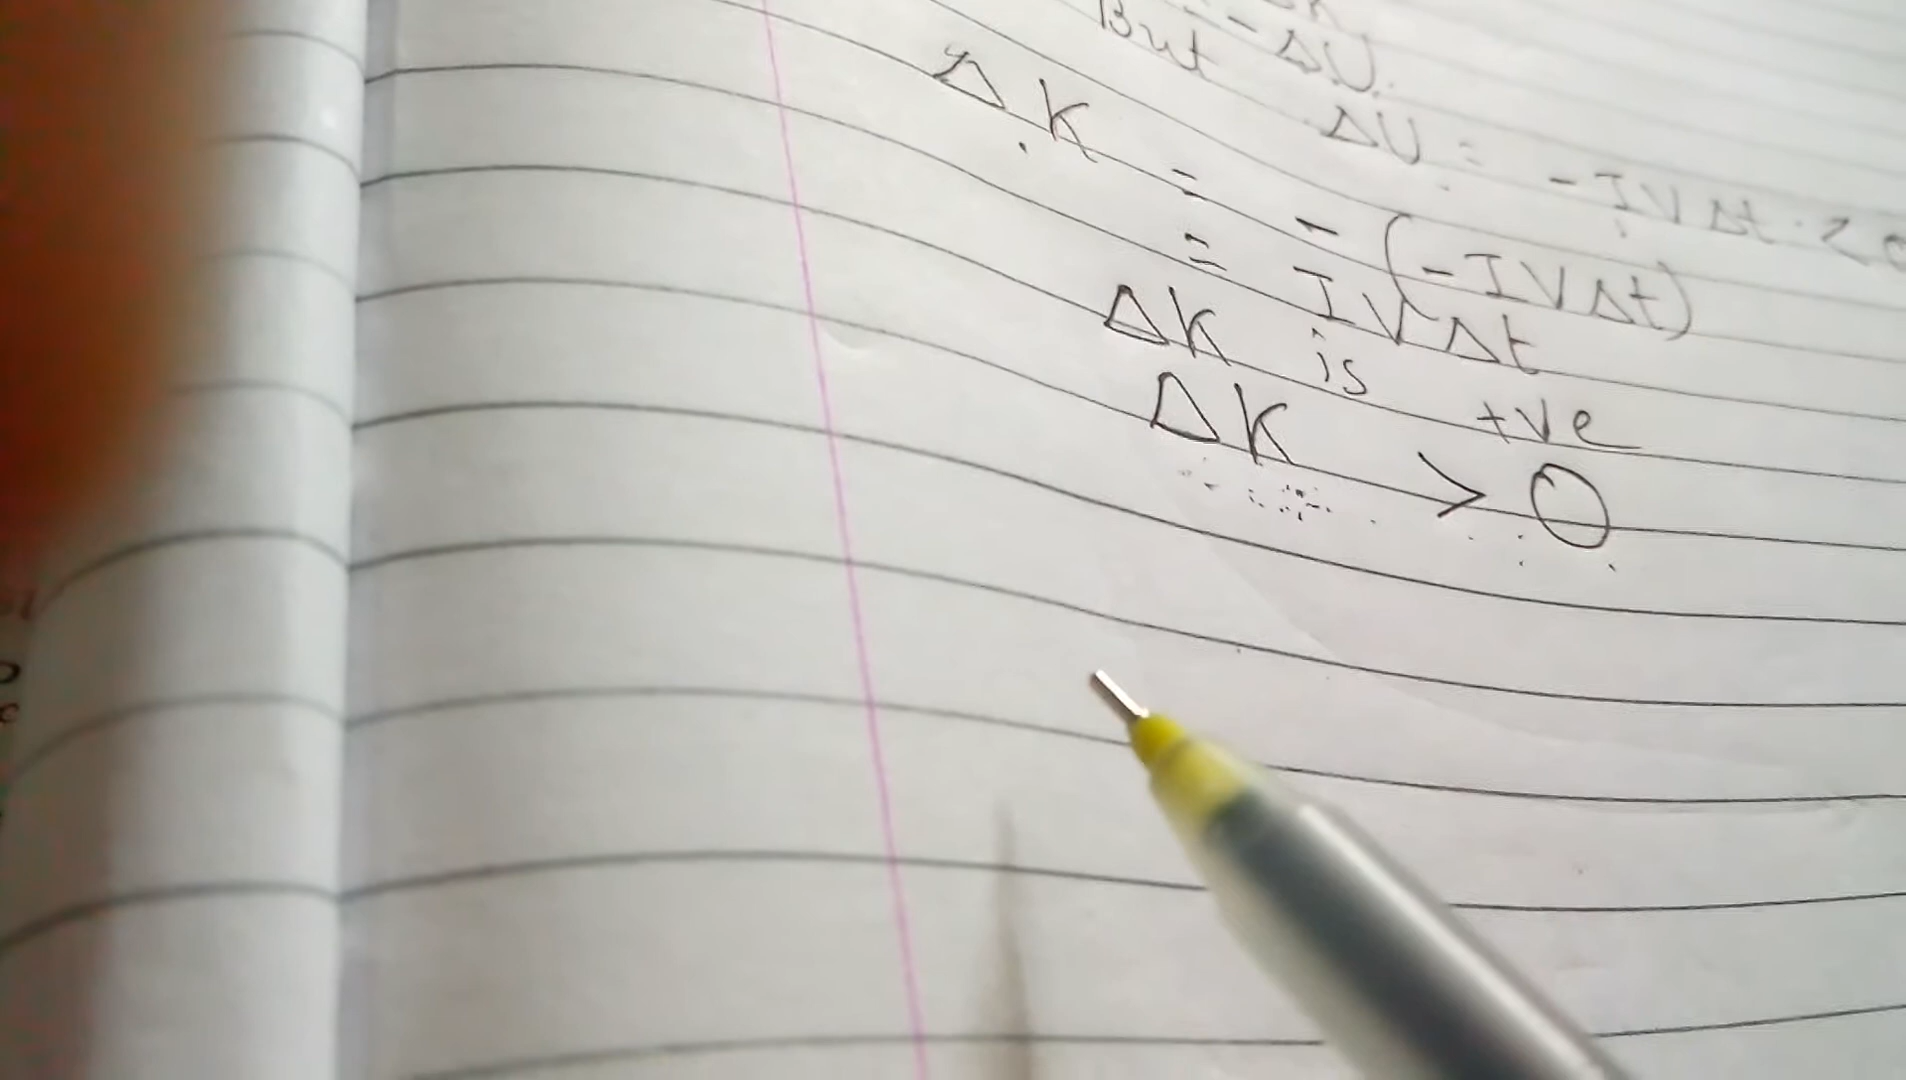 - ΔU.
But
ΔU = - IVΔt <
ΔK = - (-IVΔt)
= IVΔt
ΔK is +ve
ΔK > 0